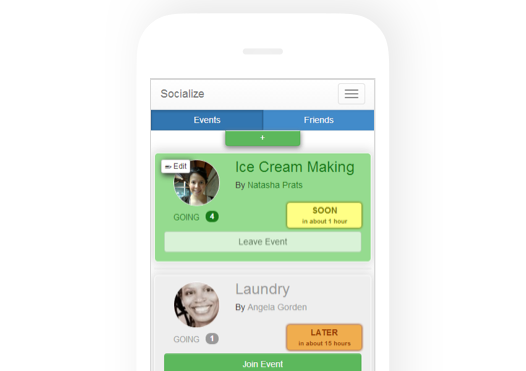 Socialize
Events Friends
+
Edit
Ice Cream Making
By Natasha Prats
GOING 4
SOON
in about 1 hour
Leave Event
Laundry
By Angela Gorden
GOING 1
LATER
in about 15 hours
Join Event